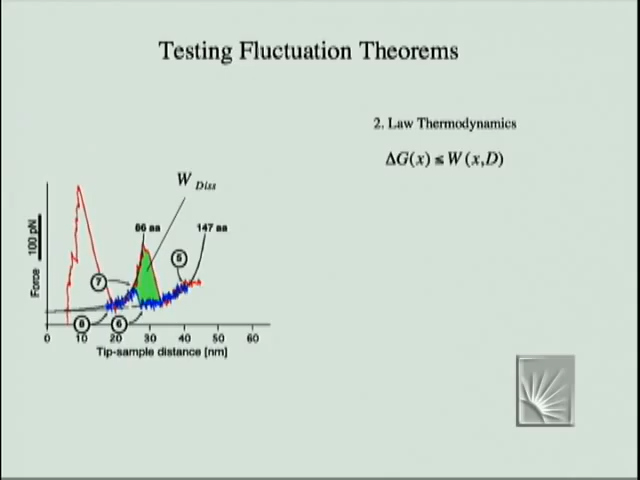 Testing Fluctuation Theorems
2. Law Thermodynamics
ΔG(x) ≤ W(x,D)
W Diss
66 aa
147 aa
5
7
8
6
Force
100 pN
0 10 20 30 40 50 60
Tip-sample distance [nm]